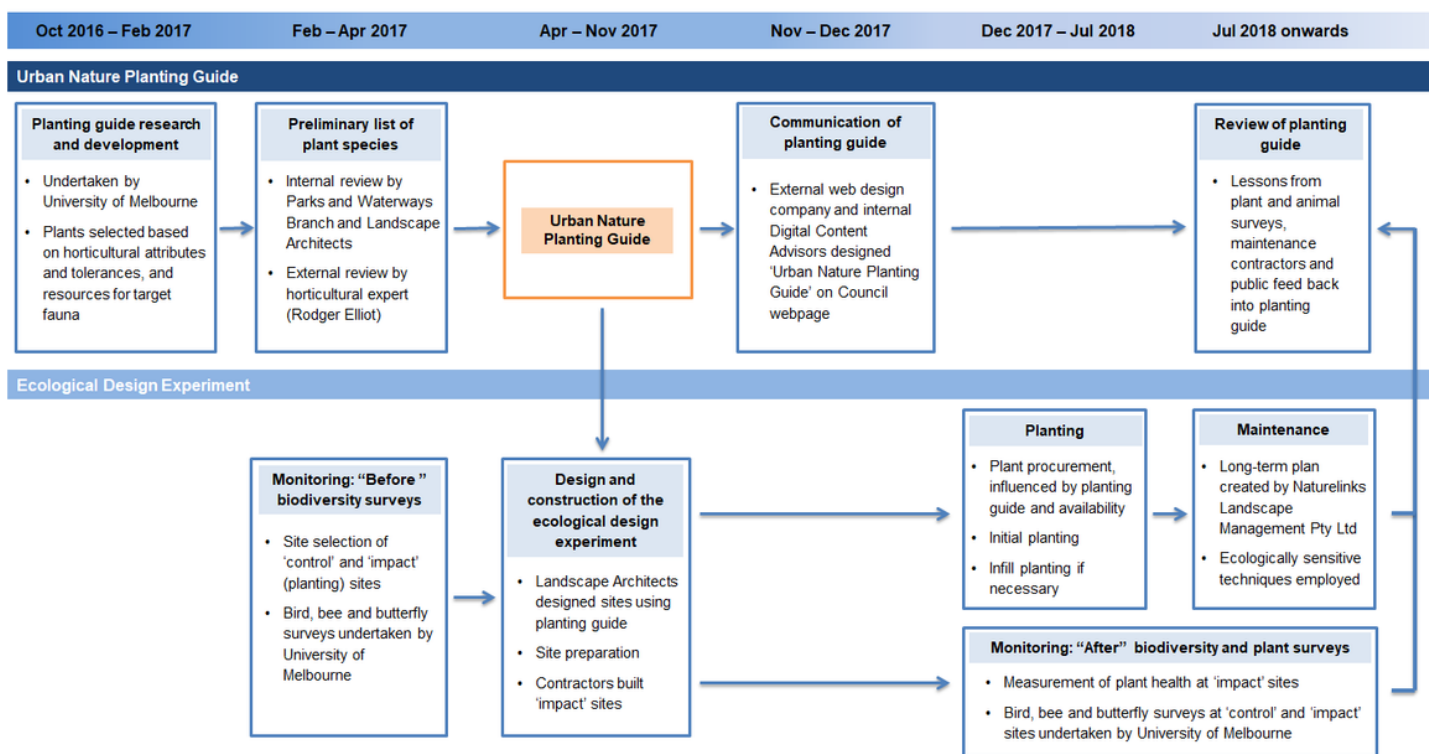 Oct 2016 – Feb 2017
Feb – Apr 2017
Apr – Nov 2017
Nov – Dec 2017
Dec 2017 – Jul 2018
Jul 2018 onwards
Urban Nature Planting Guide
Planting guide research
and development
• Undertaken by
University of Melbourne
• Plants selected based
on horticultural attributes
and tolerances, and
resources for target
fauna
Preliminary list of
plant species
• Internal review by
Parks and Waterways
Branch and Landscape
Architects
• External review by
horticultural expert
(Rodger Elliot)
Urban Nature
Planting Guide
Communication of
planting guide
• External web design
company and internal
Digital Content
Advisors designed
‘Urban Nature Planting
Guide’ on Council
webpage
Review of planting
guide
• Lessons from
plant and animal
surveys,
maintenance
contractors and
public feed back
into planting
guide
Ecological Design Experiment
Monitoring: “Before ”
biodiversity surveys
• Site selection of
‘control’ and ‘impact’
(planting) sites
• Bird, bee and butterfly
surveys undertaken by
University of
Melbourne
Design and
construction of the
ecological design
experiment
• Landscape Architects
designed sites using
planting guide
• Site preparation
• Contractors built
‘impact’ sites
Planting
• Plant procurement,
influenced by planting
guide and availability
• Initial planting
• Infill planting if
necessary
Maintenance
• Long-term plan
created by Naturelinks
Landscape
Management Pty Ltd
• Ecologically sensitive
techniques employed
Monitoring: “After” biodiversity and plant surveys
• Measurement of plant health at ‘impact’ sites
• Bird, bee and butterfly surveys at ‘control’ and ‘impact’
sites undertaken by University of Melbourne